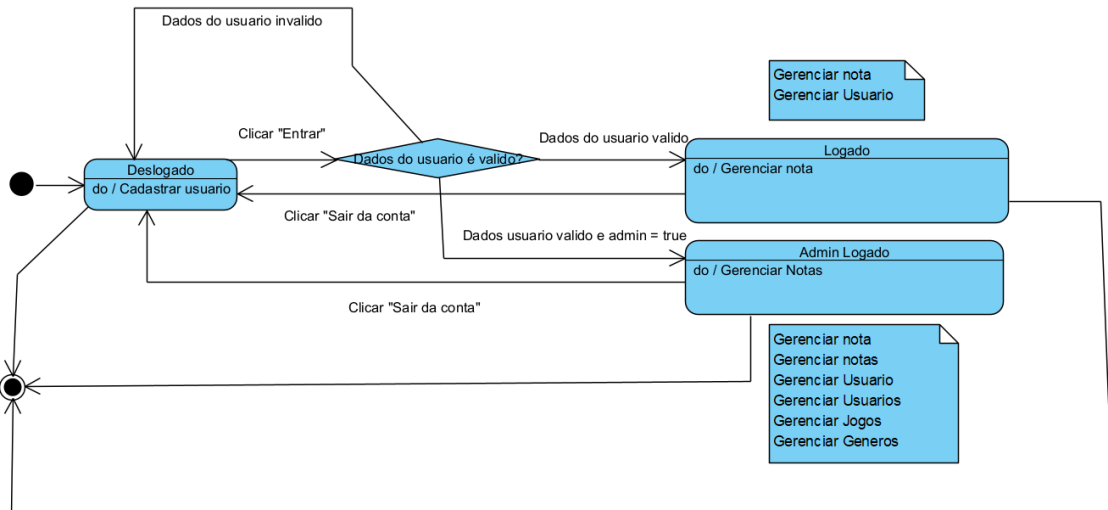 Dados do usuario invalido
Gerenciar nota
Gerenciar Usuario
Clicar "Entrar"
Dados do usuario é valido?
Dados do usuario valido
Logado
do / Gerenciar nota
Deslogado
do / Cadastrar usuario
Clicar "Sair da conta"
Dados usuario valido e admin = true
Admin Logado
do / Gerenciar Notas
Clicar "Sair da conta"
Gerenciar nota
Gerenciar notas
Gerenciar Usuario
Gerenciar Usuarios
Gerenciar Jogos
Gerenciar Generos